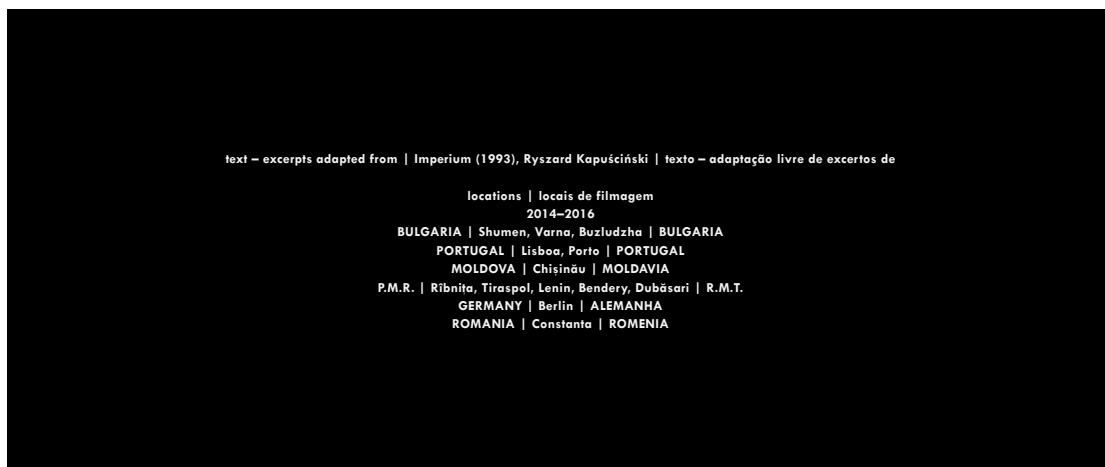 text – excerpts adapted from | Imperium (1993), Ryszard Kapuściński | texto – adaptação livre de excertos de
locations | locais de filmagem
2014–2016
BULGARIA | Shumen, Varna, Buzludzha | BULGARIA
PORTUGAL | Lisboa, Porto | PORTUGAL
MOLDOVA | Chișinău | MOLDAVIA
P.M.R. | Rîbnița, Tiraspol, Lenin, Bendery, Dubăsari | R.M.T.
GERMANY | Berlin | ALEMANHA
ROMANIA | Constanta | ROMENIA